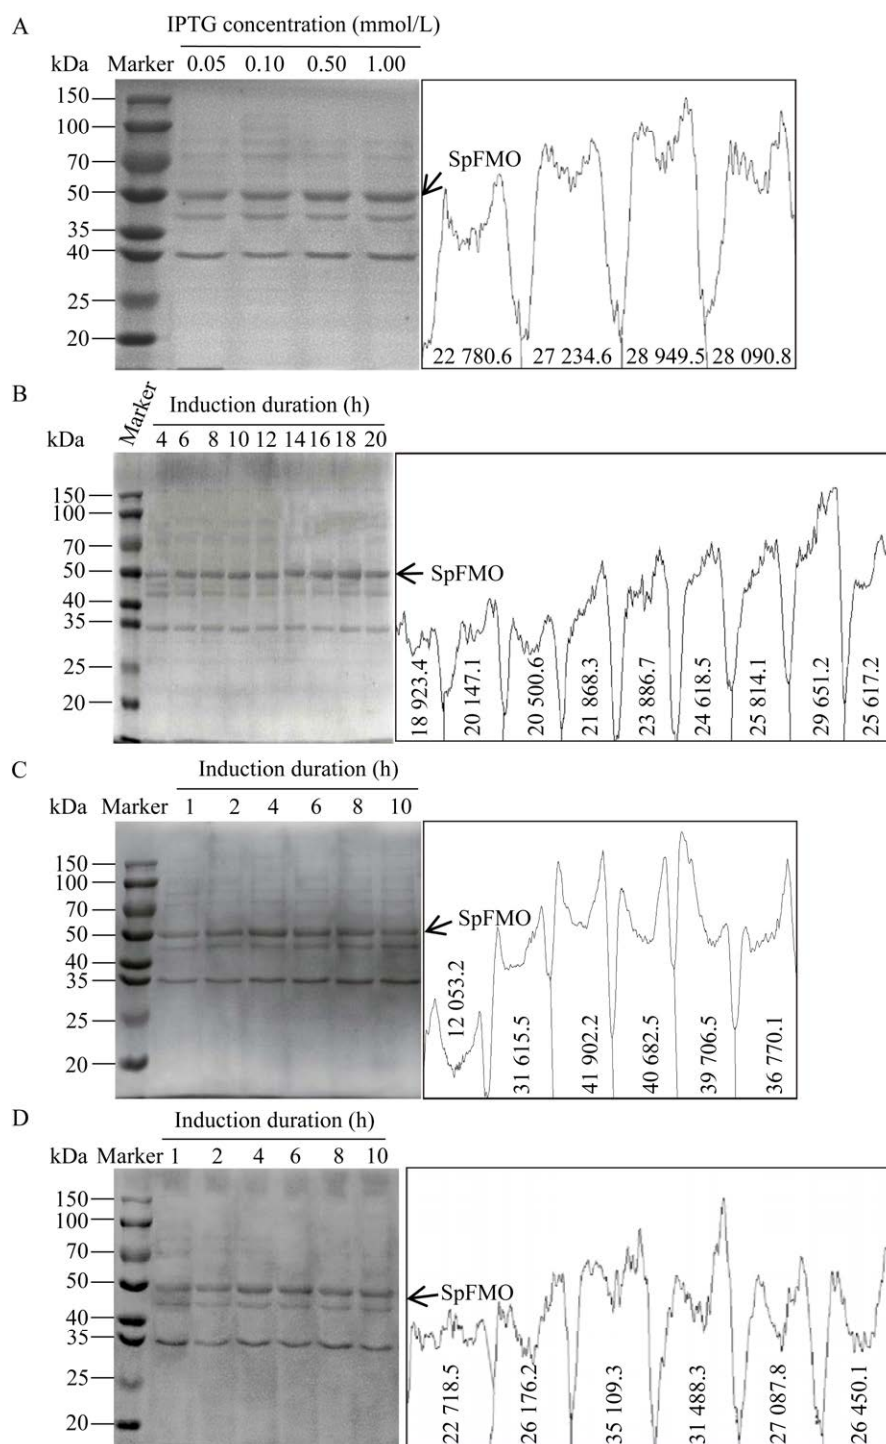 A
IPTG concentration (mmol/L)
kDa Marker 0.05 0.10 0.50 1.00
150
100
70
50
35
40
25
20
SpFMO
22 780.6 27 234.6 28 949.5 28 090.8
B
Induction duration (h)
kDa Marker 4 6 8 10 12 14 16 18 20
150
100
70
50
40
35
25
20
SpFMO
18 923.4 20 147.1 20 500.6 21 868.3 23 886.7 24 618.5 25 814.1 29 651.2 25 617.2
C
Induction duration (h)
kDa Marker 1 2 4 6 8 10
150
100
70
50
40
35
25
20
SpFMO
12 053.2 31 615.5 41 902.2 40 682.5 39 706.5 36 770.1
D
Induction duration (h)
kDa Marker 1 2 4 6 8 10
150
100
70
50
40
35
25
20
SpFMO
22 718.5 26 176.2 35 109.3 31 488.3 27 087.8 26 450.1